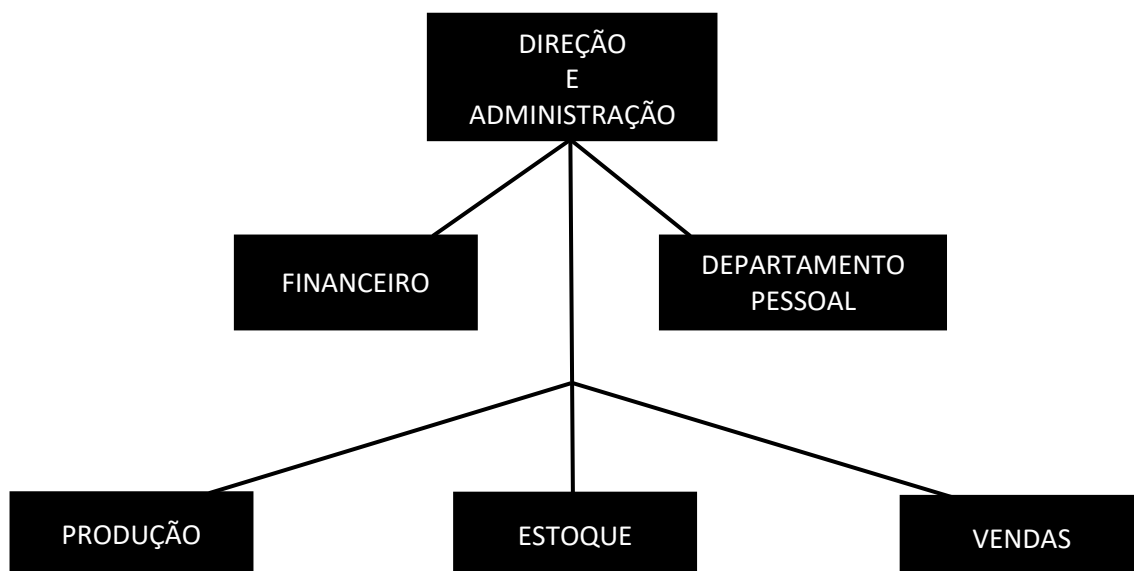 DIREÇÃO
E
ADMINISTRAÇÃO
FINANCEIRO
DEPARTAMENTO
PESSOAL
PRODUÇÃO
ESTOQUE
VENDAS